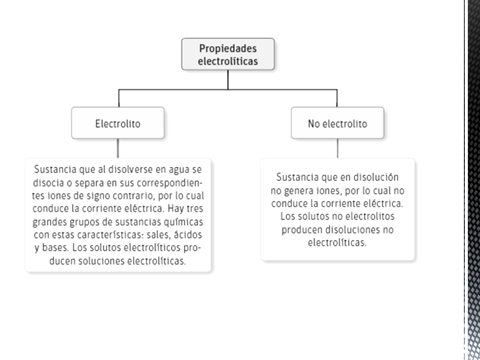 Propiedades
electrolíticas
Electrolito
No electrolito
Sustancia que al disolverse en agua se
disocia o separa en sus correspondien-
tes iones de signo contrario, por lo cual
conduce la corriente eléctrica. Hay tres
grandes grupos de sustancias químicas
con estas características: sales, ácidos
y bases. Los solutos electrolíticos pro-
ducen soluciones electrolíticas.
Sustancia que en disolución
no genera iones, por lo cual no
conduce la corriente eléctrica.
Los solutos no electrolitos
producen disoluciones no
electrolíticas.